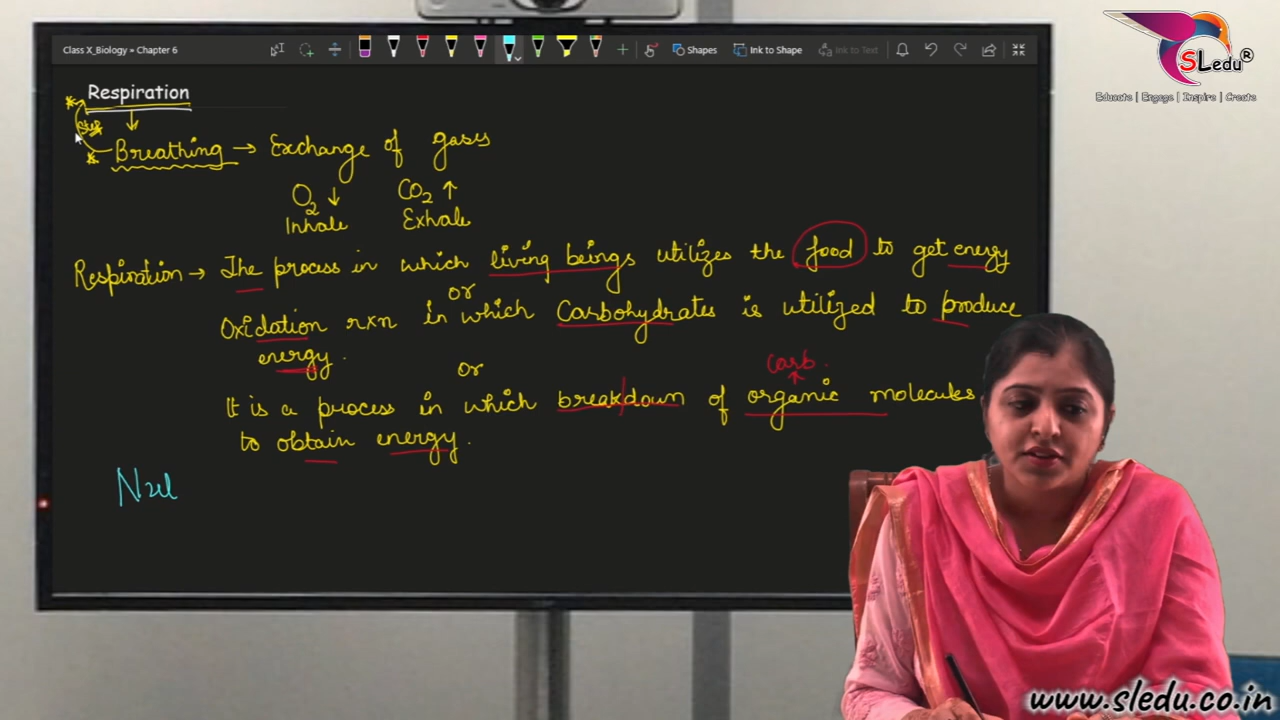 Class X_Biology » Chapter 6
Shapes
Ink to Shape
Ink to Text
SLedu®
Educate | Engage | Inspire | Create
Respiration
Step
Breathing → Exchange of gases
O₂ ↓ CO₂ ↑
Inhale Exhale
Respiration → The process in which living beings utilizes the food to get energy
or
Oxidation rxn in which Carbohydrates is utilized to produce
energy.
or
Carb.
It is a process in which breakdown of organic molecules
to obtain energy.
www.sledu.co.in